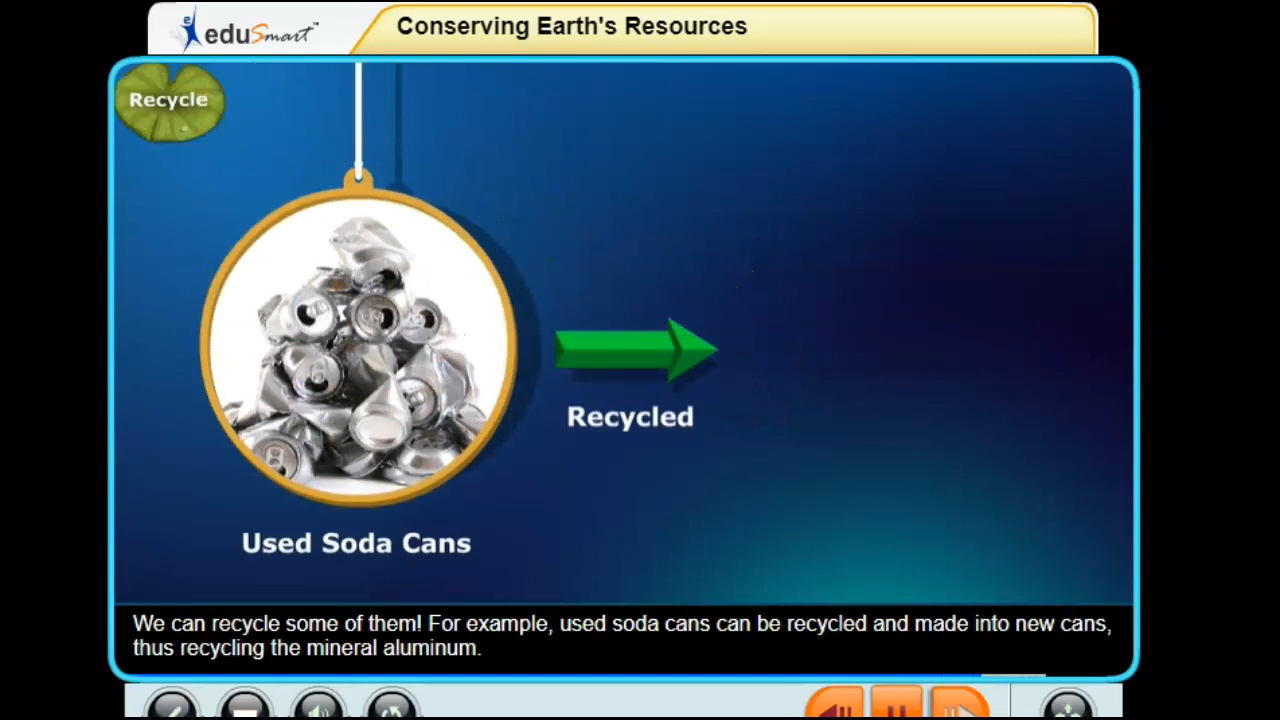 eduSmart™
Conserving Earth's Resources
Recycle
Recycled
Used Soda Cans
We can recycle some of them! For example, used soda cans can be recycled and made into new cans,
thus recycling the mineral aluminum.